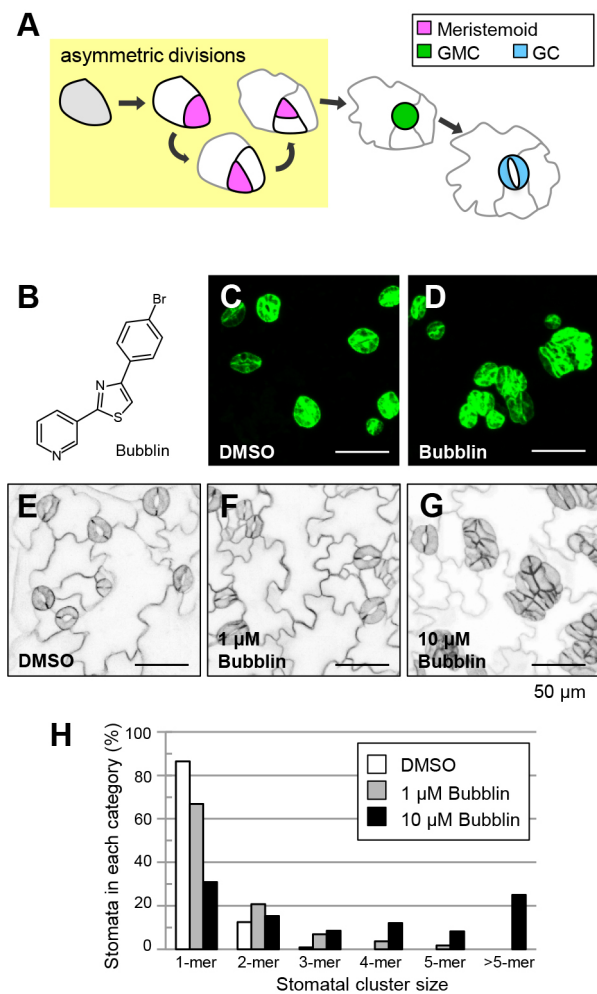 A
Meristemoid
GMC GC
asymmetric divisions
B
Br
N
S
N
Bubblin
C
DMSO
D
Bubblin
E
DMSO
F
1 µM
Bubblin
G
10 µM
Bubblin
50 µm
H
Stomata in each category (%)
100
80
60
40
20
0
DMSO
1 µM Bubblin
10 µM Bubblin
1-mer 2-mer 3-mer 4-mer 5-mer >5-mer
Stomatal cluster size